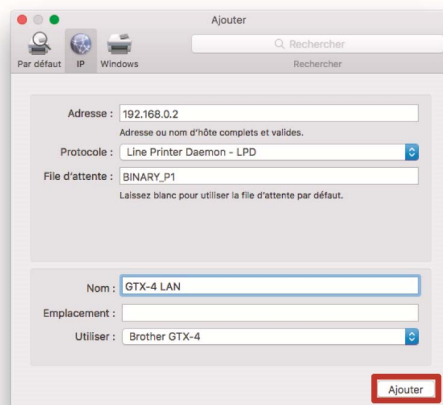 Ajouter
Rechercher
Par défaut IP Windows Rechercher
Adresse : 192.168.0.2
Adresse ou nom d'hôte complets et valides.
Protocole : Line Printer Daemon - LPD
File d'attente : BINARY_P1
Laissez blanc pour utiliser la file d'attente par défaut.
Nom : GTX-4 LAN
Emplacement :
Utiliser : Brother GTX-4
Ajouter